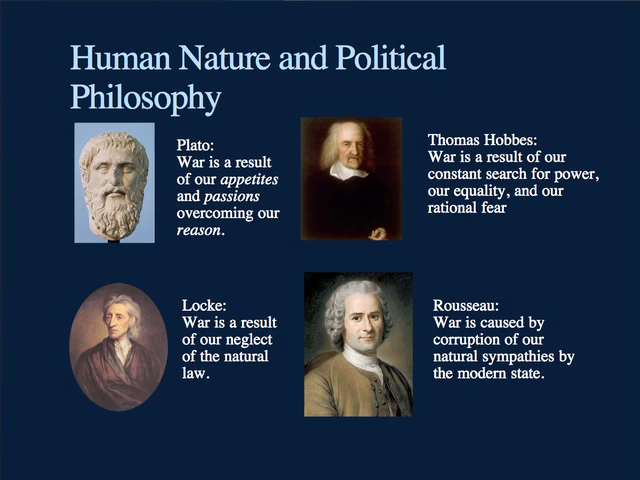 Human Nature and Political
Philosophy
Plato:
War is a result
of our appetites
and passions
overcoming our
reason.
Thomas Hobbes:
War is a result of our
constant search for power,
our equality, and our
rational fear
Locke:
War is a result
of our neglect
of the natural
law.
Rousseau:
War is caused by
corruption of our
natural sympathies by
the modern state.